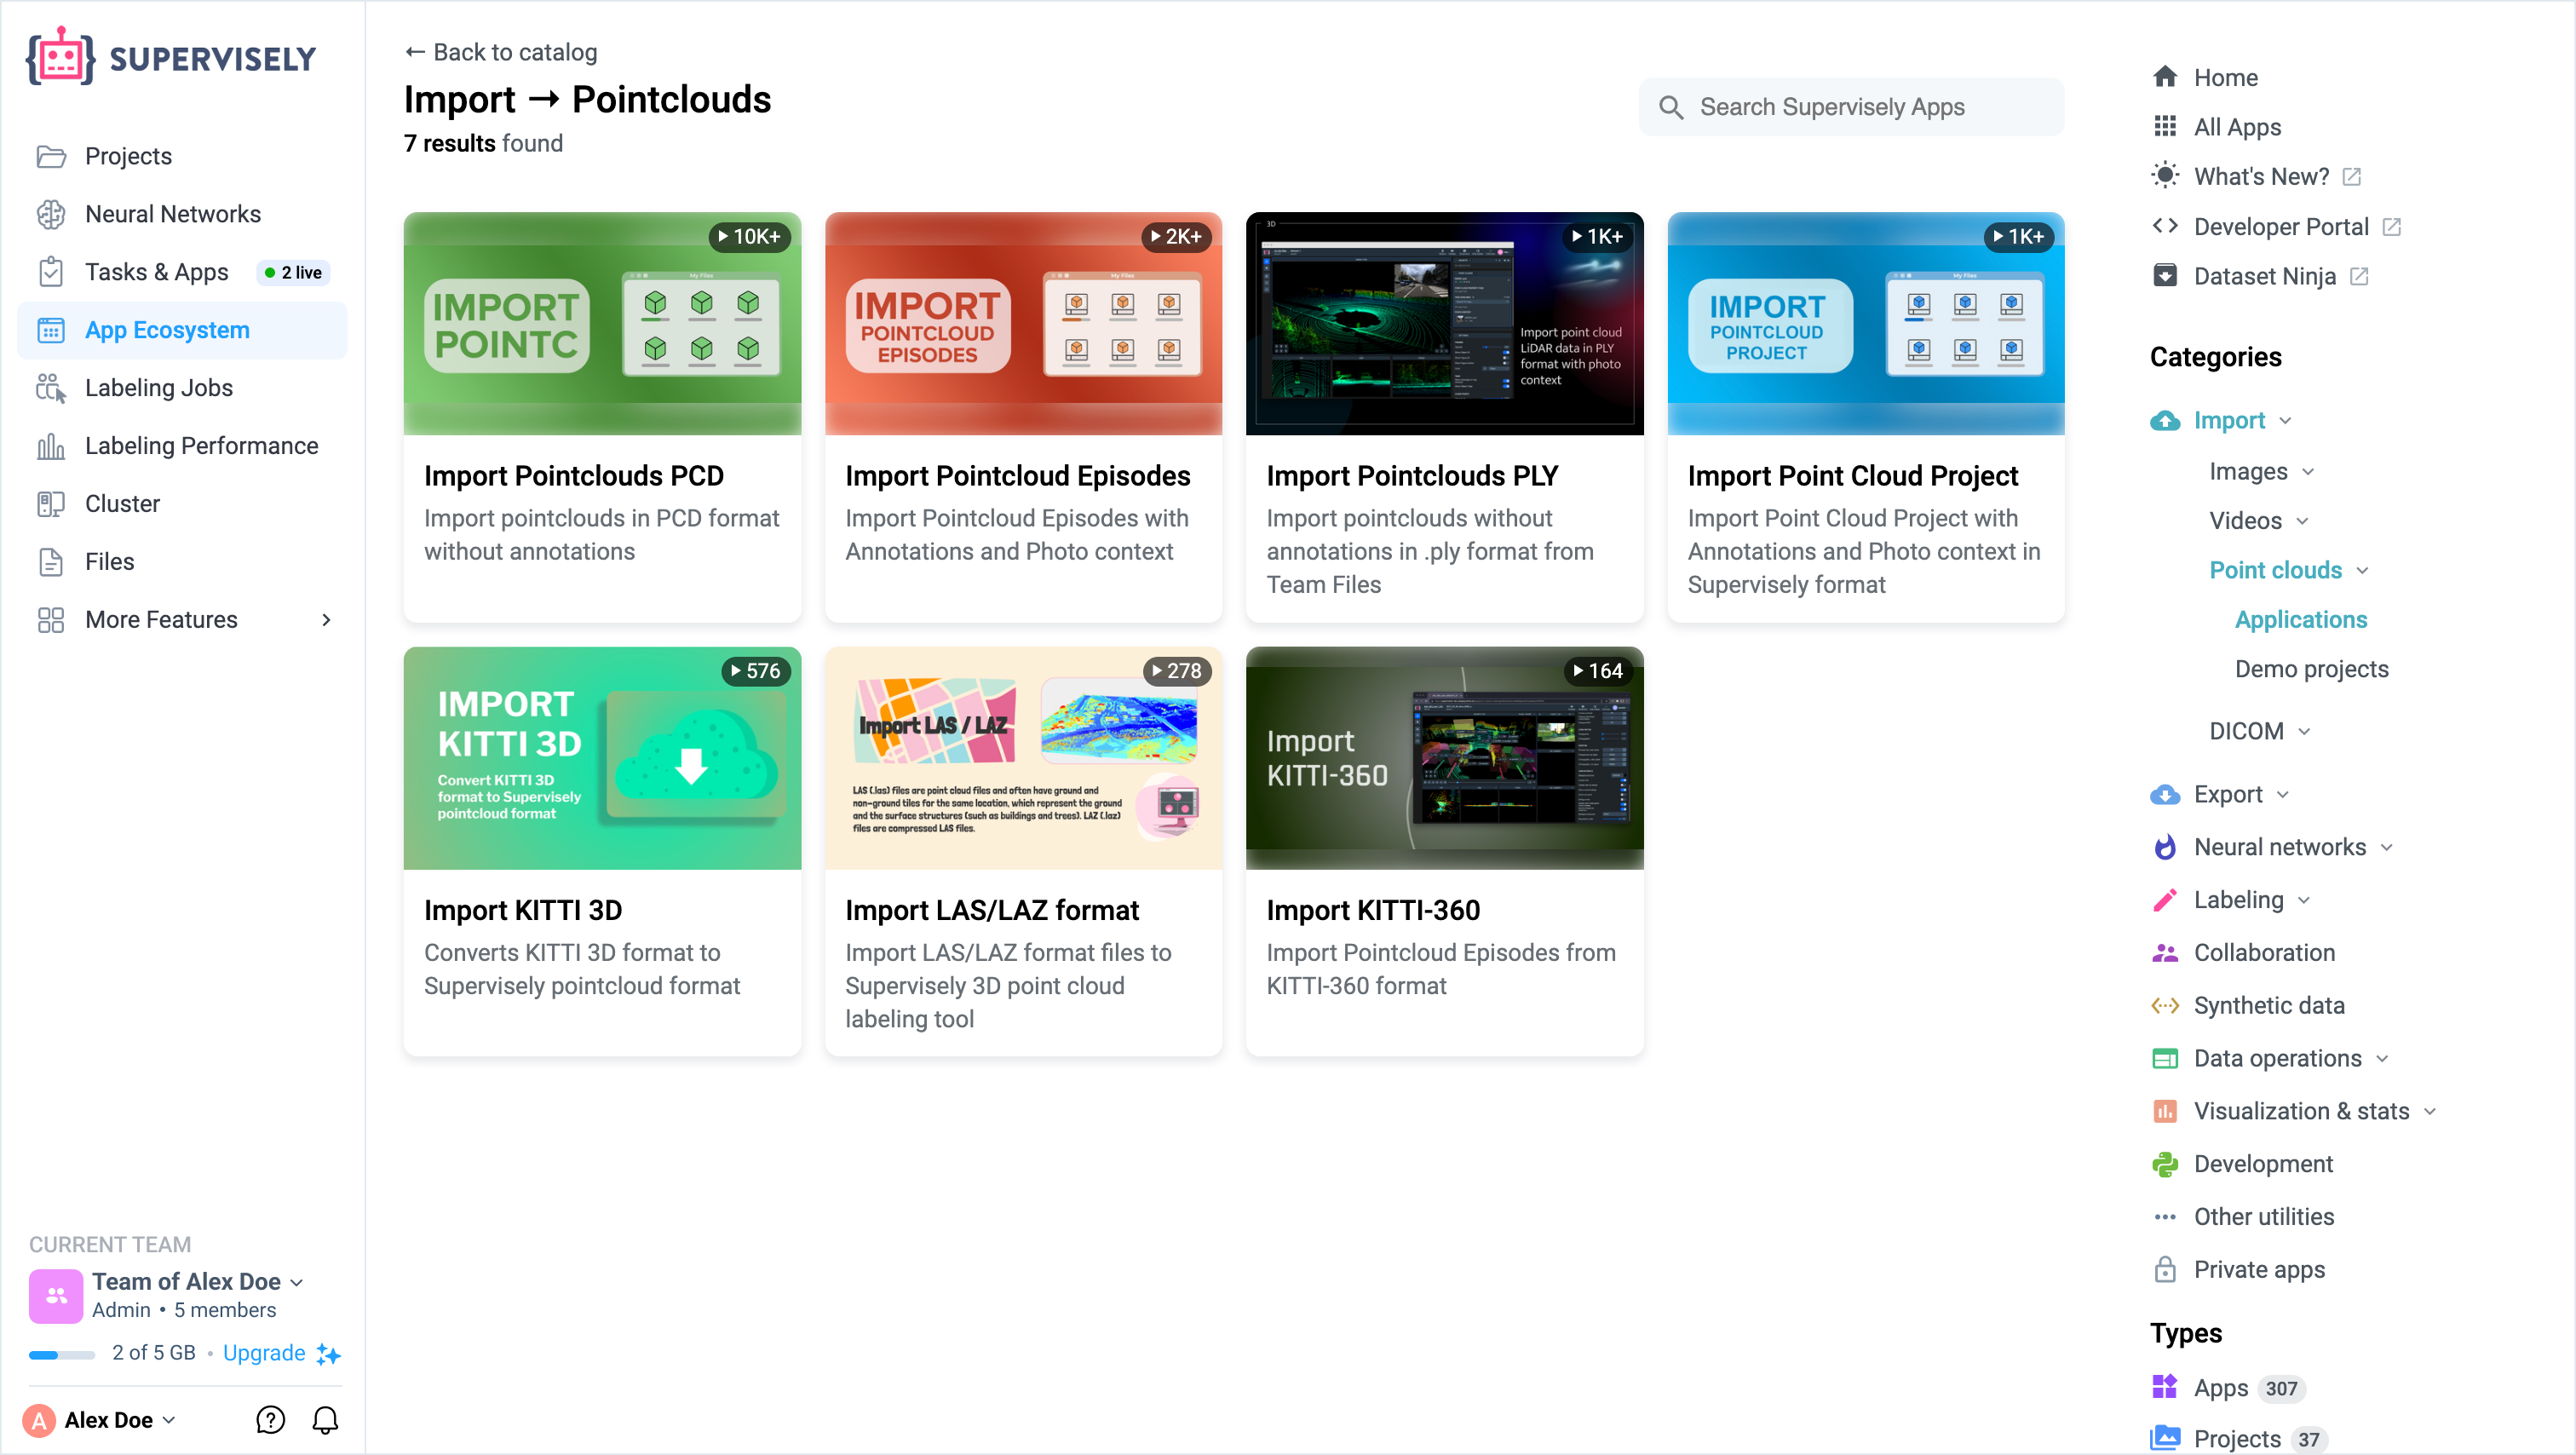 SUPERVISELY
Projects
Neural Networks
Tasks & Apps
2 live
App Ecosystem
Labeling Jobs
Labeling Performance
Cluster
Files
More Features
CURRENT TEAM
Team of Alex Doe
Admin • 5 members
2 of 5 GB • Upgrade
A Alex Doe
← Back to catalog
Import → Pointclouds
7 results found
Search Supervisely Apps
10K+
IMPORT
POINTC
My Files
Import Pointclouds PCD
Import pointclouds in PCD format
without annotations
2K+
IMPORT
POINTCLOUD
EPISODES
My Files
Import Pointcloud Episodes
Import Pointcloud Episodes with
Annotations and Photo context
3D
1K+
Import point cloud
LiDAR data in PLY
format with photo
context
Import Pointclouds PLY
Import pointclouds without
annotations in .ply format from
Team Files
1K+
IMPORT
POINTCLOUD
PROJECT
My Files
Import Point Cloud Project
Import Point Cloud Project with
Annotations and Photo context in
Supervisely format
576
IMPORT
KITTI 3D
Convert KITTI 3D
format to Supervisely
pointcloud format
Import KITTI 3D
Converts KITTI 3D format to
Supervisely pointcloud format
278
Import LAS / LAZ
LAS (.las) files are point cloud files and often have ground and
non-ground tiles for the same location, which represent the ground
and the surface structures (such as buildings and trees). LAZ (.laz)
files are compressed LAS files.
Import LAS/LAZ format
Import LAS/LAZ format files to
Supervisely 3D point cloud
labeling tool
164
Import
KITTI-360
Import KITTI-360
Import Pointcloud Episodes from
KITTI-360 format
Home
All Apps
What's New?
Developer Portal
Dataset Ninja
Categories
Import
Images
Videos
Point clouds
Applications
Demo projects
DICOM
Export
Neural networks
Labeling
Collaboration
Synthetic data
Data operations
Visualization & stats
Development
Other utilities
Private apps
Types
Apps 307
Projects 37